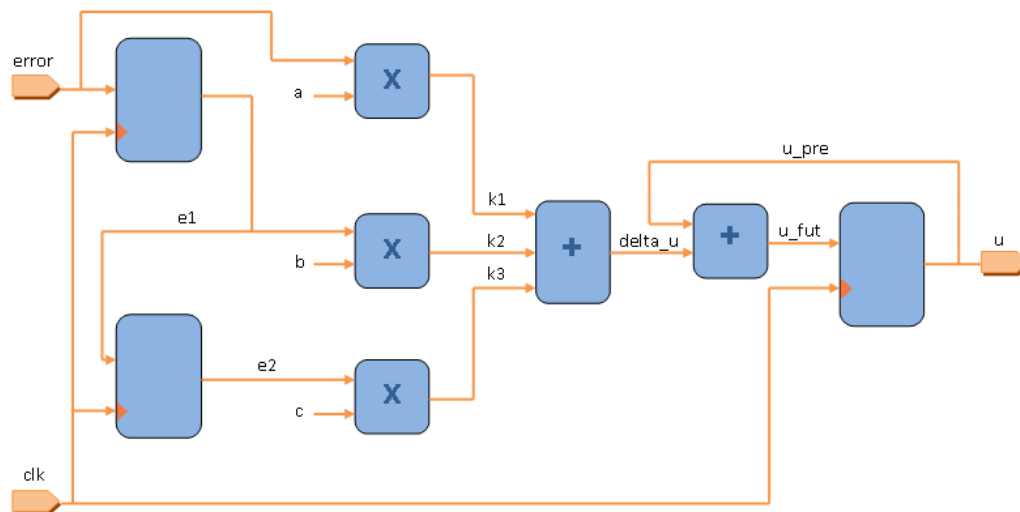 error
X
a
u_pre
e1
k1
X
+
b
k2
delta_u
+
u_fut
u
k3
e2
X
c
clk